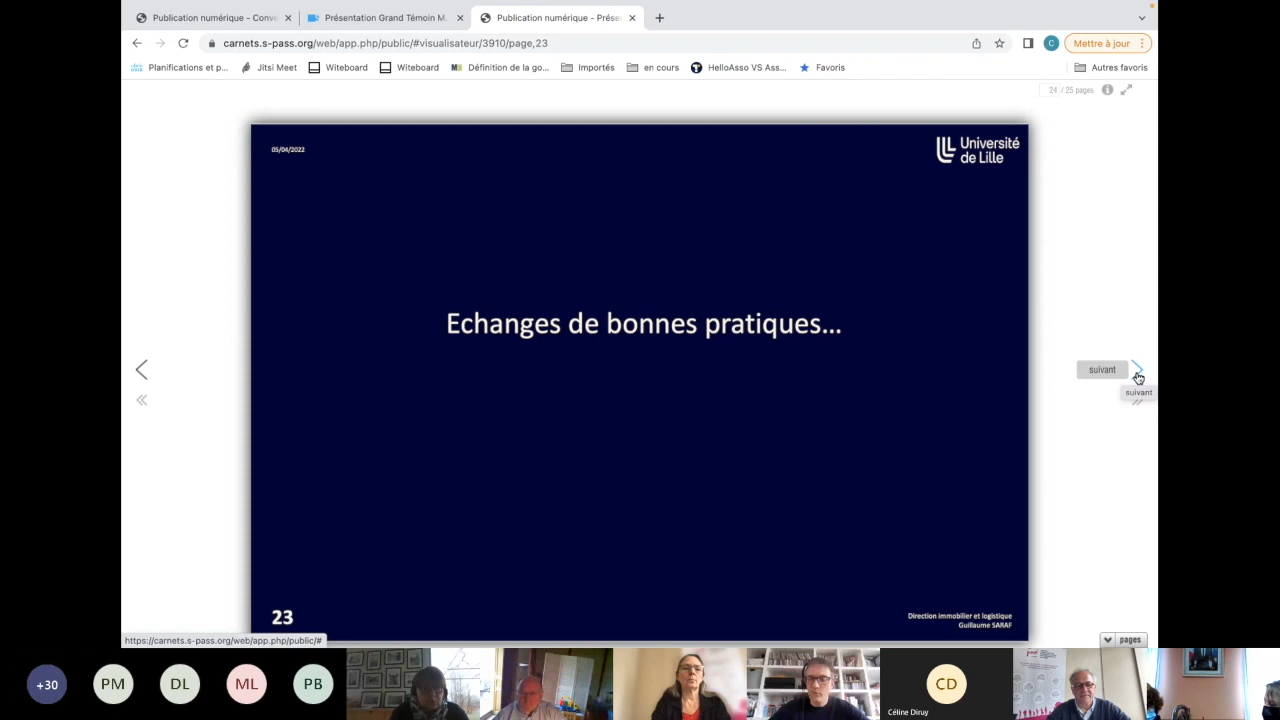 Publication numérique - Conve
Présentation Grand Témoin M.
Publication numérique - Prése
carnets.s-pass.org/web/app.php/public/#visualisateur/3910/page,23
C
Mettre à jour
Planifications et p...
Jitsi Meet
Witeboard
Witeboard
Définition de la go...
Importés
en cours
HelloAsso VS Ass...
Favoris
Autres favoris
24 / 25 pages
05/04/2022
Université
de Lille
Echanges de bonnes pratiques...
suivant
suivant
23
Direction immobilier et logistique
Guillaume SARAF
https://carnets.s-pass.org/web/app.php/public/#
pages
+30
PM
DL
ML
PB
CD
Céline Diruy